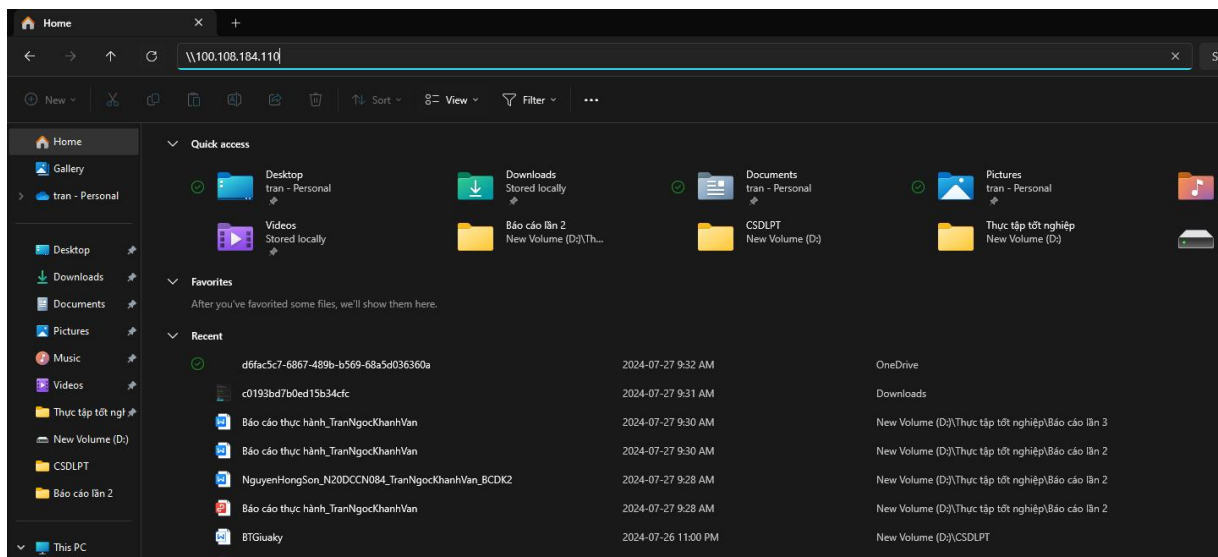 Home
\\100.108.184.110
S
New
Sort
View
Filter
Home
Gallery
tran - Personal
Desktop
Downloads
Documents
Pictures
Music
Videos
Thực tập tốt ngh
New Volume (D:)
CSDLPT
Báo cáo lần 2
This PC
Quick access
Desktop
tran - Personal
Downloads
Stored locally
Documents
tran - Personal
Pictures
tran - Personal
Videos
Stored locally
Báo cáo lần 2
New Volume (D:)\Th...
CSDLPT
New Volume (D:)
Thực tập tốt nghiệp
New Volume (D:)
Favorites
After you've favorited some files, we'll show them here.
Recent
d6fac5c7-6867-489b-b569-68a5d036360a 2024-07-27 9:32 AM OneDrive
c0193bd7b0ed15b34cfc 2024-07-27 9:31 AM Downloads
Báo cáo thực hành_TranNgocKhanhVan 2024-07-27 9:30 AM New Volume (D:)\Thực tập tốt nghiệp\Báo cáo lần 3
Báo cáo thực hành_TranNgocKhanhVan 2024-07-27 9:30 AM New Volume (D:)\Thực tập tốt nghiệp\Báo cáo lần 2
NguyenHongSon_N20DCCN084_TranNgocKhanhVan_BCDK2 2024-07-27 9:28 AM New Volume (D:)\Thực tập tốt nghiệp\Báo cáo lần 2
Báo cáo thực hành_TranNgocKhanhVan 2024-07-27 9:28 AM New Volume (D:)\Thực tập tốt nghiệp\Báo cáo lần 2
BTGiuaky 2024-07-26 11:00 PM New Volume (D:)\CSDLPT